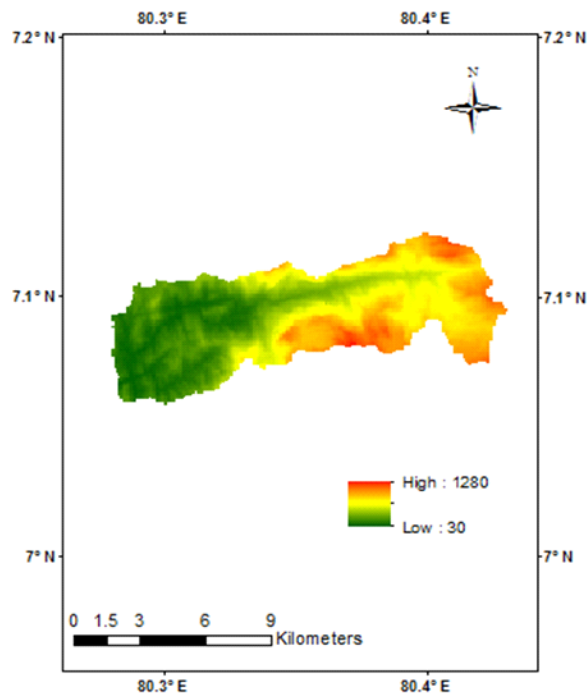 80.3° E 80.4° E
7.2° N 7.2° N
N
7.1° N 7.1° N
High : 1280
Low : 30
7° N 7° N
0 1.5 3 6 9
Kilometers
80.3° E 80.4° E